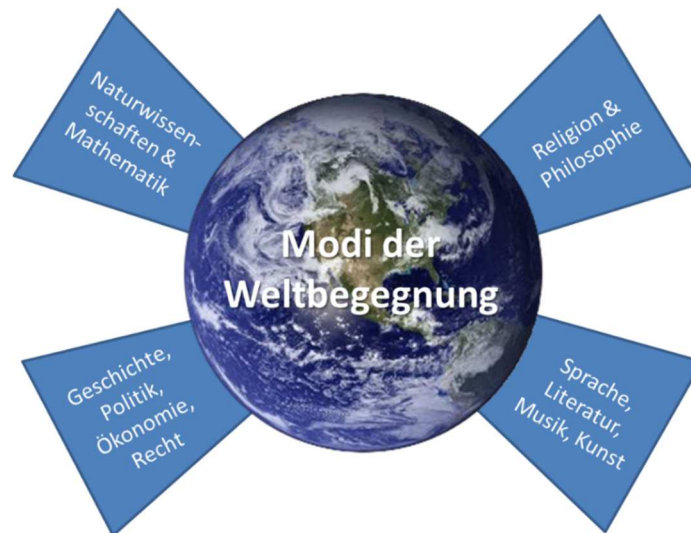 Naturwissen-
schaften &
Mathematik
Religion &
Philosophie
Modi der
Weltbegegnung
Geschichte,
Politik,
Ökonomie,
Recht
Sprache,
Literatur,
Musik, Kunst